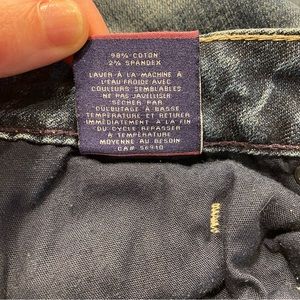 98% COTON
2% SPANDEX
LAVER À LA MACHINE À
L'EAU FROIDE AVEC
COULEURS SEMBLABLES
NE PAS JAVELLISER
SÉCHER PAR
CULBUTAGE À BASSE
TEMPÉRATURE ET RETIRER
IMMÉDIATEMENT À LA FIN
DU CYCLE REPASSER
À TEMPÉRATURE
MOYENNE AU BESOIN
CA# 56910